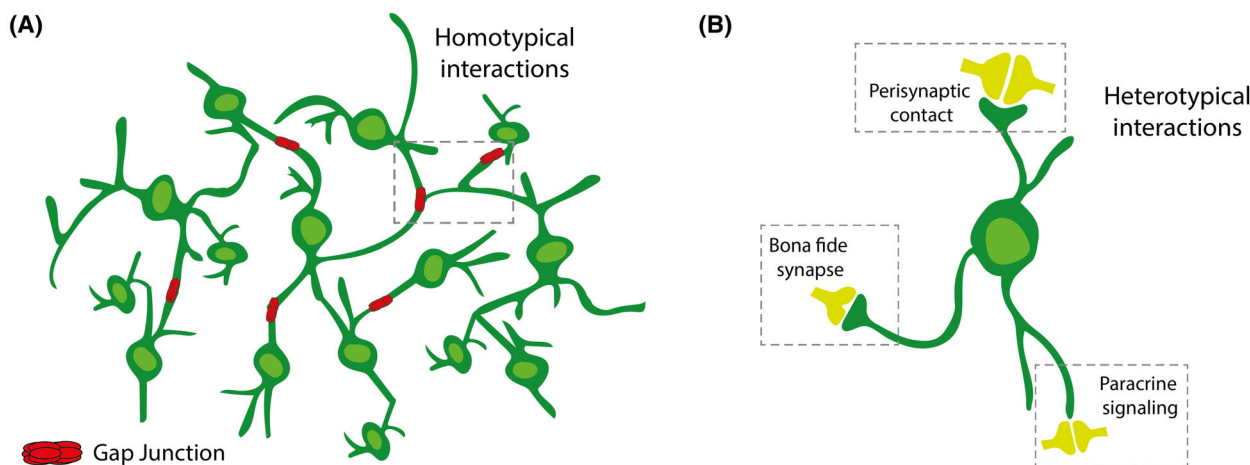 (A)
Homotypical
interactions
Gap Junction
(B)
Perisynaptic
contact
Heterotypical
interactions
Bona fide
synapse
Paracrine
signaling